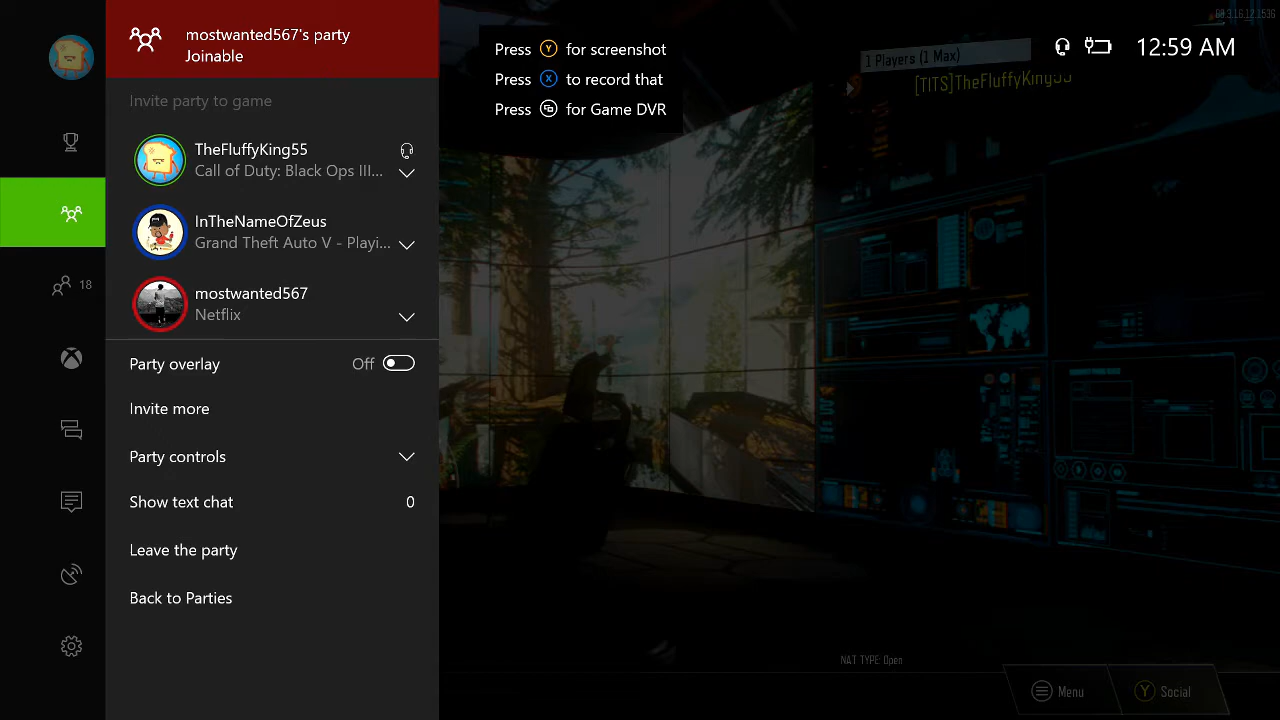 mostwanted567's party
Joinable
Invite party to game
TheFluffyKing55
Call of Duty: Black Ops III...
InTheNameOfZeus
Grand Theft Auto V - Playi...
mostwanted567
Netflix
Party overlay Off
Invite more
Party controls
Show text chat 0
Leave the party
Back to Parties
18
Press Y for screenshot
Press X to record that
Press for Game DVR
12:59 AM
1 Players (1 Max)
[TITS]TheFluffyKing55
NAT TYPE: Open
Menu
Y Social